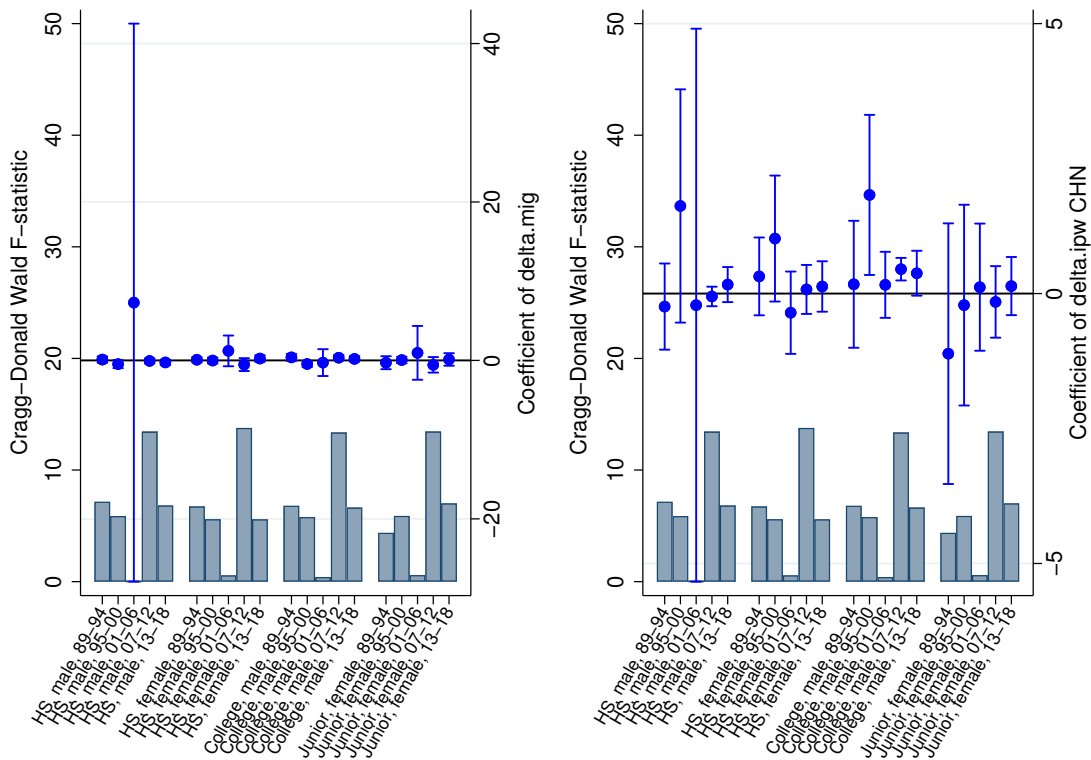 Cragg−Donald Wald F−statistic
50
40
30
20
10
0
40
20
0
−20
Coefficient of delta.mig
HS, male, 89−94
HS, male, 95−00
HS, male, 01−06
HS, male, 07−12
HS, male, 13−18
HS, female, 89−94
HS, female, 95−00
HS, female, 01−06
HS, female, 07−12
HS, female, 13−18
College, male, 89−94
College, male, 95−00
College, male, 01−06
College, male, 07−12
College, male, 13−18
Junior, female, 89−94
Junior, female, 95−00
Junior, female, 01−06
Junior, female, 07−12
Junior, female, 13−18
Cragg−Donald Wald F−statistic
50
40
30
20
10
0
5
0
−5
Coefficient of delta.ipw CHN
HS, male, 89−94
HS, male, 95−00
HS, male, 01−06
HS, male, 07−12
HS, male, 13−18
HS, female, 89−94
HS, female, 95−00
HS, female, 01−06
HS, female, 07−12
HS, female, 13−18
College, male, 89−94
College, male, 95−00
College, male, 01−06
College, male, 07−12
College, male, 13−18
Junior, female, 89−94
Junior, female, 95−00
Junior, female, 01−06
Junior, female, 07−12
Junior, female, 13−18